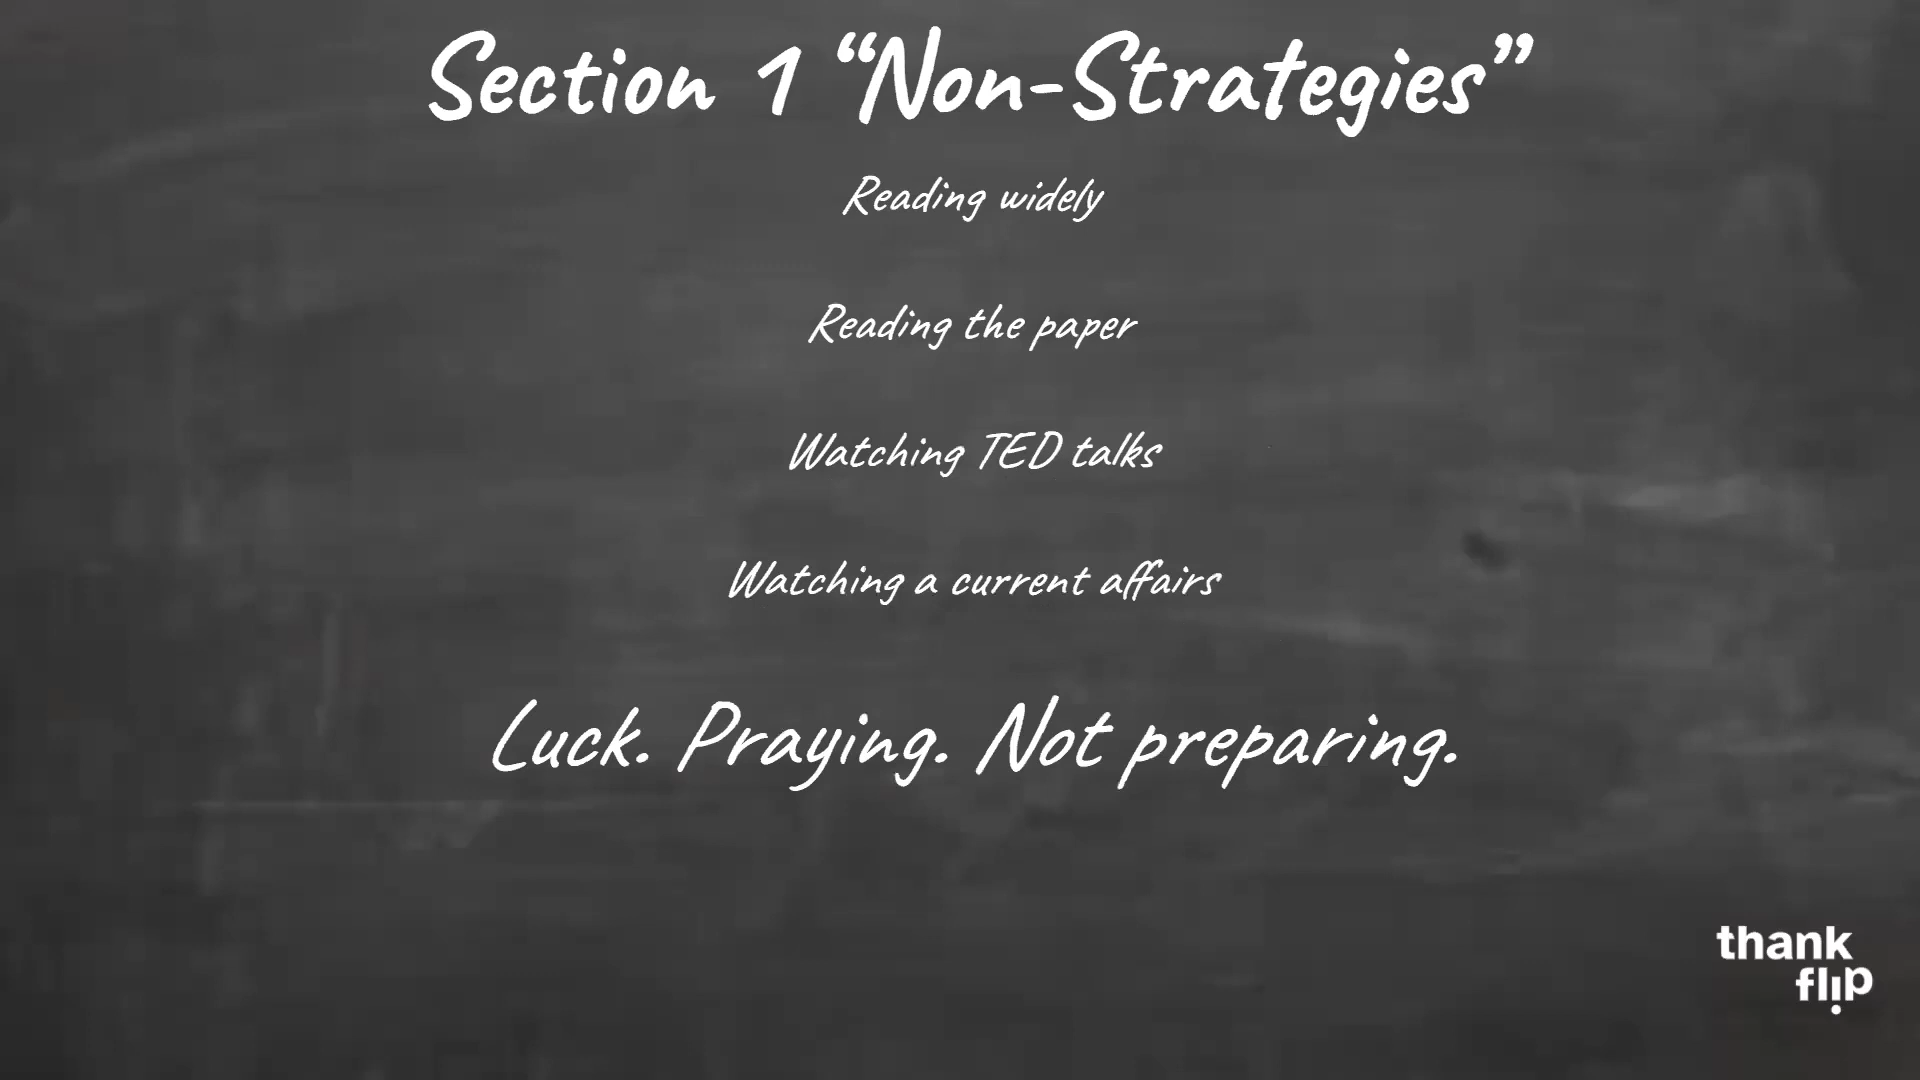 Section 1 “Non-Strategies”
Reading widely
Reading the paper
Watching TED talks
Watching a current affairs
Luck. Praying. Not preparing.
thank
flip